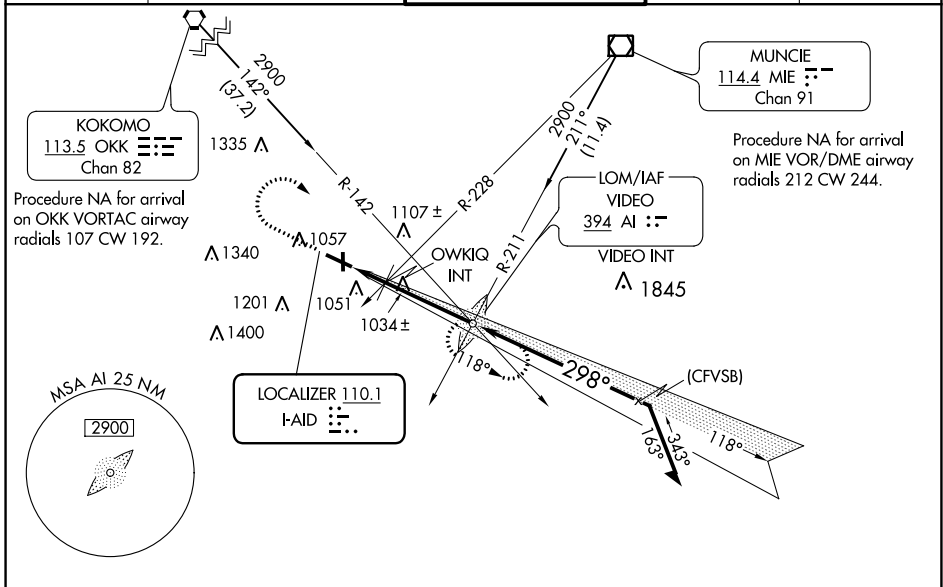 2900
142°
(37.2)
KOKOMO
113.5 OKK
Chan 82
Procedure NA for arrival
on OKK VORTAC airway
radials 107 CW 192.
1335
R-142
MUNCIE
114.4 MIE
Chan 91
Procedure NA for arrival
on MIE VOR/DME airway
radials 212 CW 244.
2900
211°
(11.4)
R-228
R-211
LOM/IAF
VIDEO
394 AI
VIDEO INT
1845
1107 ±
OWKIQ
INT
1057
1340
1201
1051
1034 ±
1400
118°
298°
(CFVSB)
118°
343°
163°
LOCALIZER 110.1
I-AID
MSA AI 25 NM
2900